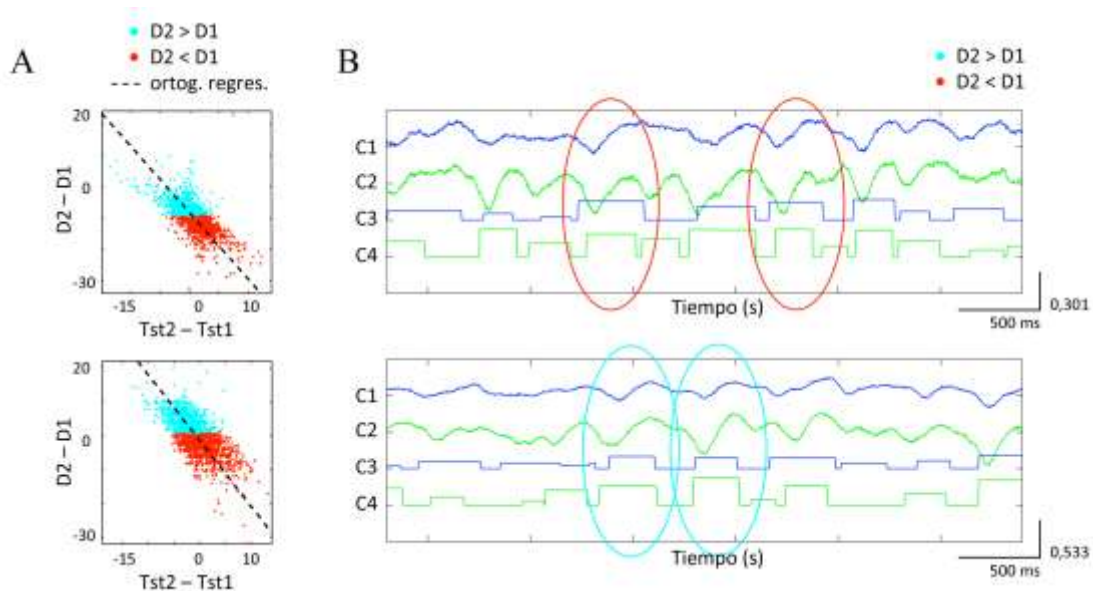 A
D2 > D1
D2 < D1
ortog. regres.
20
0
-30
D2 – D1
-15 0 10
Tst2 – Tst1
20
0
-30
D2 – D1
-15 0 10
Tst2 – Tst1
B
D2 > D1
D2 < D1
C1
C2
C3
C4
Tiempo (s)
0,301
500 ms
C1
C2
C3
C4
Tiempo (s)
0,533
500 ms